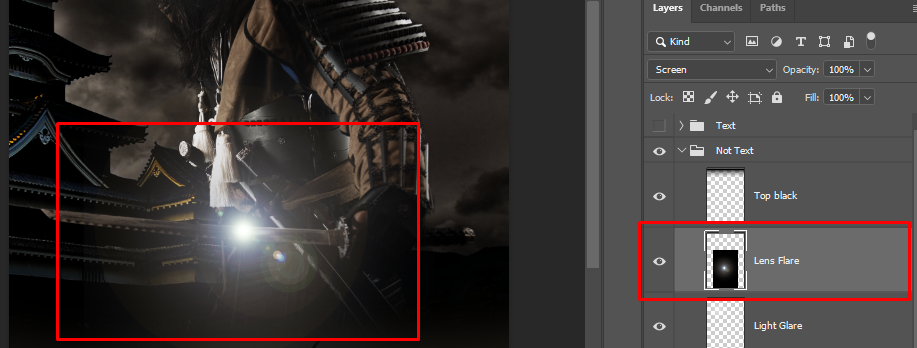 Layers Channels Paths
Kind
Screen Opacity: 100%
Lock: Fill: 100%
Text
Not Text
Top black
Lens Flare
Light Glare